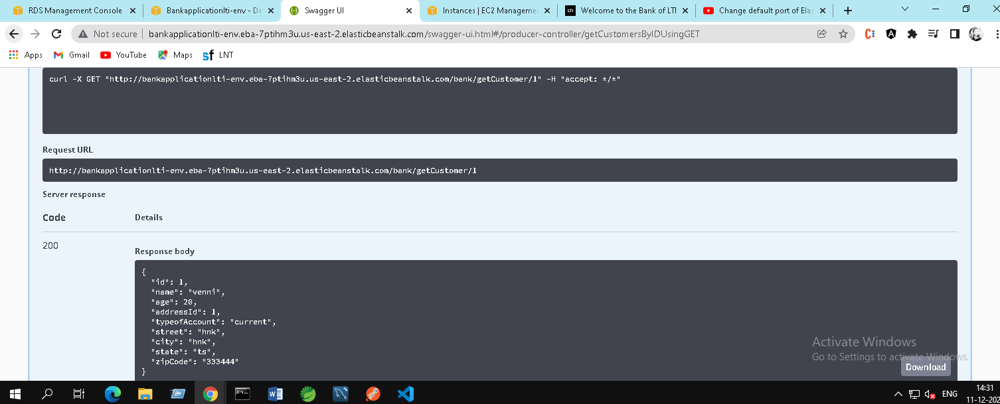 RDS Management Console
Bankapplicationlti-env - Da
Swagger UI
Instances | EC2 Managemen
LTI Welcome to the Bank of LTI
Change default port of Elas
Not secure | bankapplicationlti-env.eba-7ptihm3u.us-east-2.elasticbeanstalk.com/swagger-ui.html#/producer-controller/getCustomersByIDUsingGET
Apps Gmail YouTube Maps sf LNT
curl -X GET "http://bankapplicationlti-env.eba-7ptihm3u.us-east-2.elasticbeanstalk.com/bank/getCustomer/1" -H "accept: */*"
Request URL
http://bankapplicationlti-env.eba-7ptihm3u.us-east-2.elasticbeanstalk.com/bank/getCustomer/1
Server response
Code Details
200
Response body
{
"id": 1,
"name": "venni",
"age": 20,
"addressId": 1,
"typeofAccount": "current",
"street": "hnk",
"city": "hnk",
"state": "ts",
"zipCode": "333444"
}
Activate Windows
Go to Settings to activate Windows.
Download
ENG
14:31
11-12-202